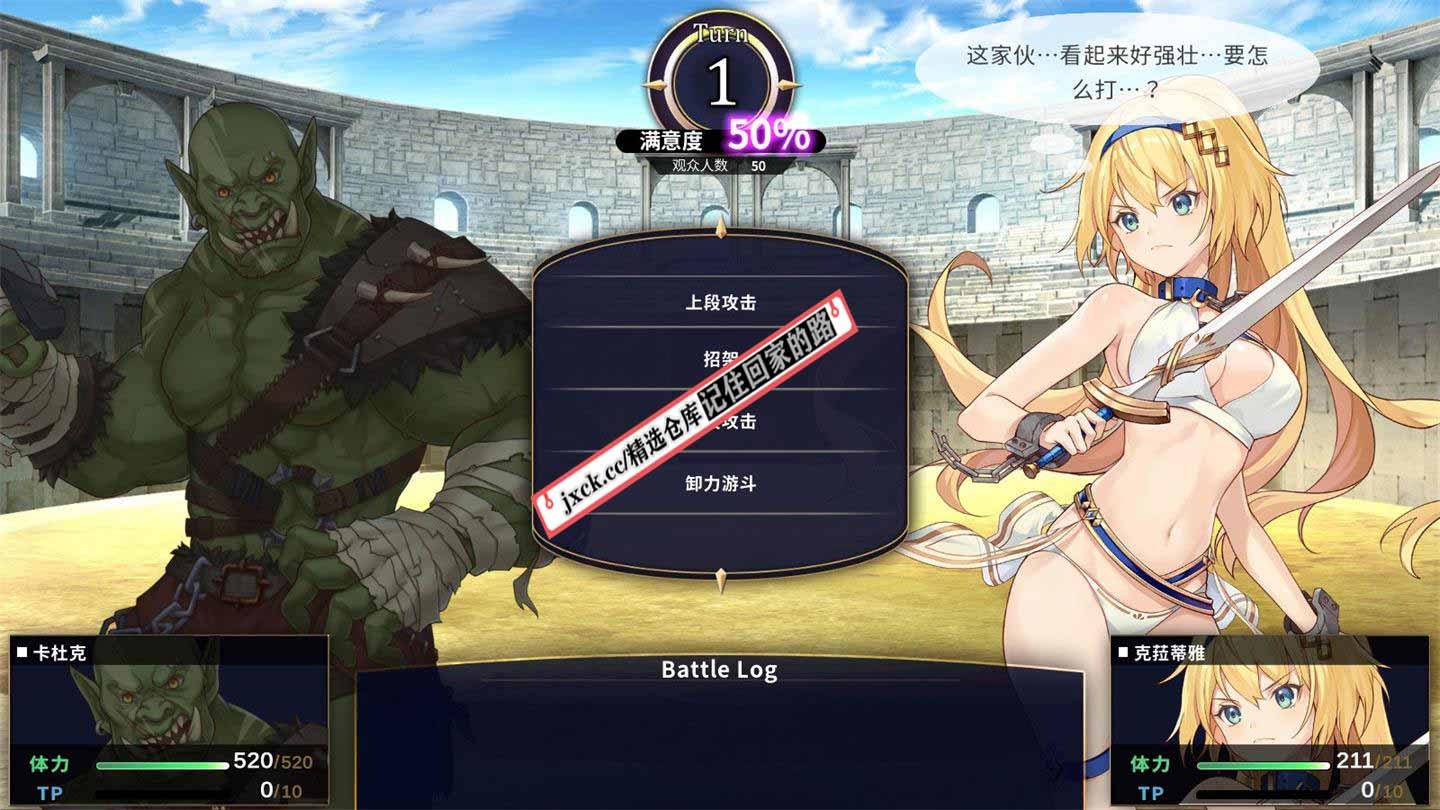 Turn
1
满意度 50%
观众人数 50
这家伙…看起来好强壮…要怎
么打…？
上段攻击
招架
攻击
卸力游斗
jxck.cc/精选仓库记住回家的路
Battle Log
卡杜克
体力 520/520
TP 0/10
克菈蒂雅
体力 211/211
TP 0/10